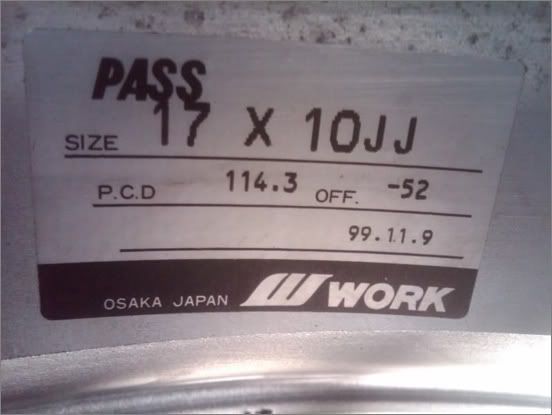 PASS
SIZE 17 X 10JJ
P.C.D 114.3 OFF. -52
99.11.9
OSAKA JAPAN W WORK